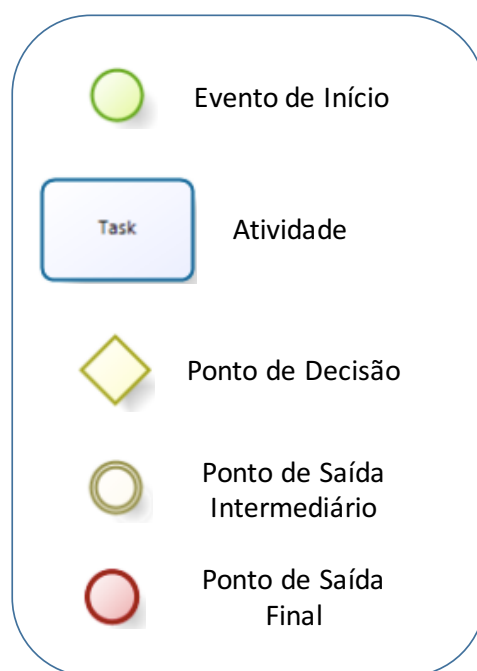 Evento de Início
Task
Atividade
Ponto de Decisão
Ponto de Saída
Intermediário
Ponto de Saída
Final